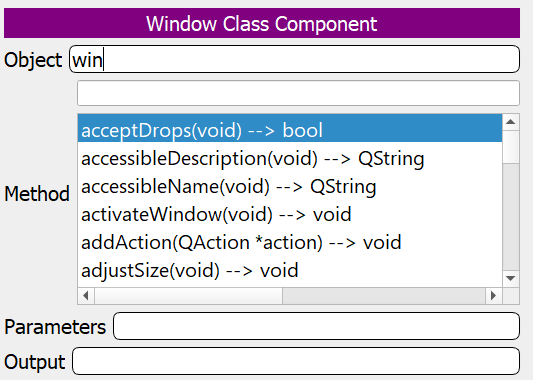 Window Class Component
Object win
acceptDrops(void) --> bool
accessibleDescription(void) --> QString
accessibleName(void) --> QString
Method activateWindow(void) --> void
addAction(QAction *action) --> void
adjustSize(void) --> void
Parameters
Output